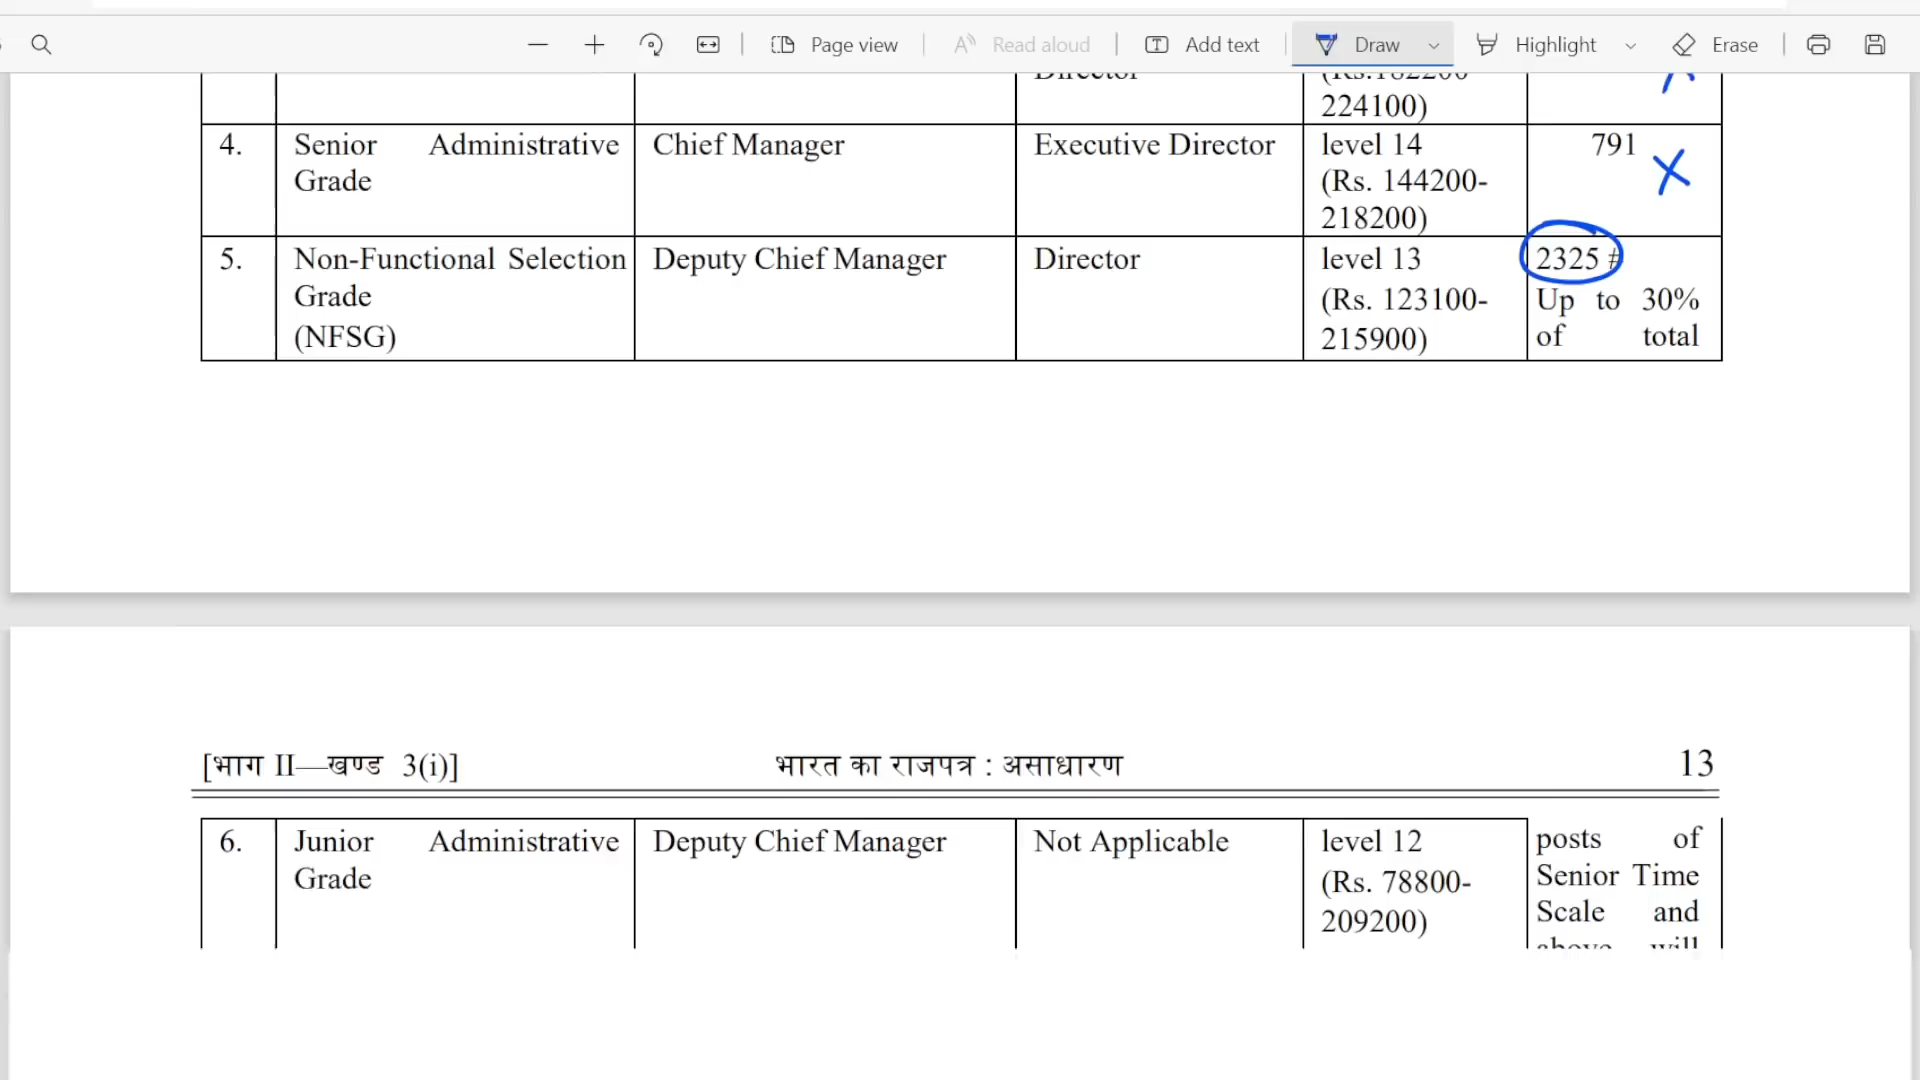 Page view
Read aloud
Add text
Draw
Highlight
Erase
224100)
4.
Senior Administrative
Grade
Chief Manager
Executive Director
level 14
(Rs. 144200-
218200)
791
5.
Non-Functional Selection
Grade
(NFSG)
Deputy Chief Manager
Director
level 13
(Rs. 123100-
215900)
2325 #
Up to 30%
of total
[भाग II—खण्ड 3(i)]
भारत का राजपत्र : असाधारण
13
6.
Junior Administrative
Grade
Deputy Chief Manager
Not Applicable
level 12
(Rs. 78800-
209200)
posts of
Senior Time
Scale and
above will